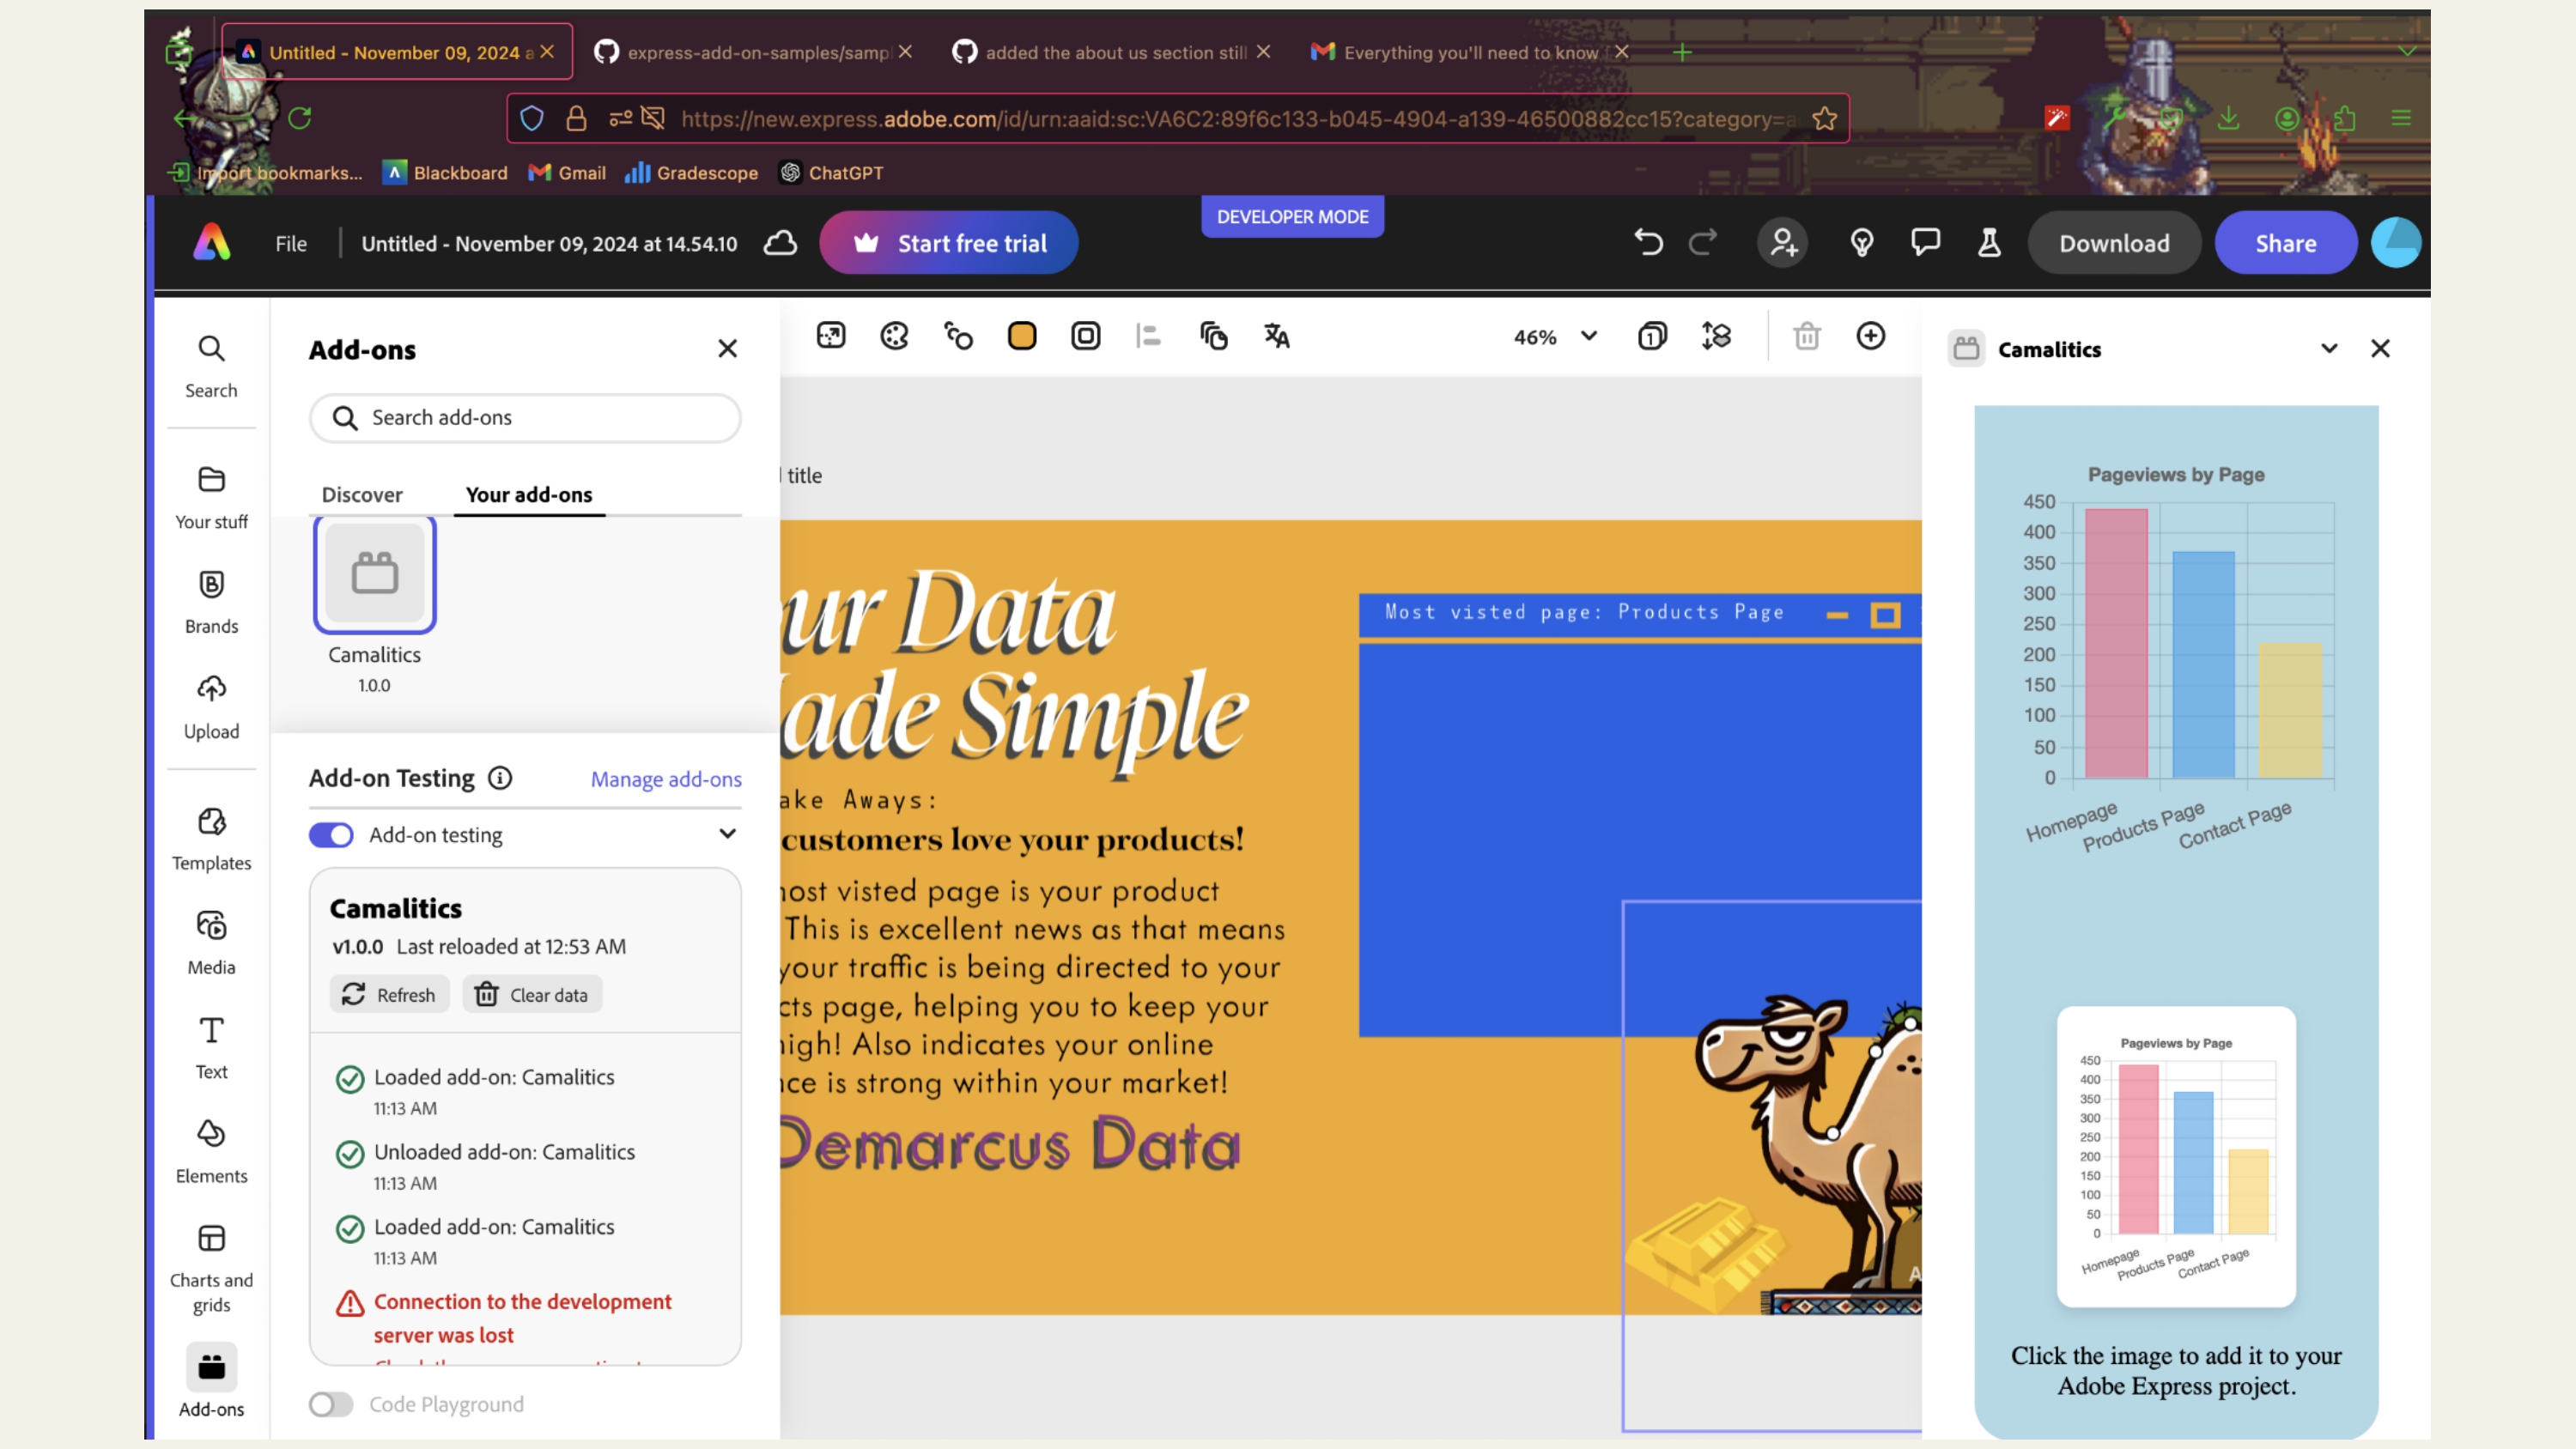 Untitled - November 09, 2024 a
express-add-on-samples/sampl
added the about us section still
Everything you'll need to know f
https://new.express.adobe.com/id/urn:aaid:sc:VA6C2:89f6c133-b045-4904-a139-46500882cc15?category=a
Import bookmarks...
Blackboard
Gmail
Gradescope
ChatGPT
DEVELOPER MODE
File
Untitled - November 09, 2024 at 14.54.10
Start free trial
Download
Share
Search
Your stuff
Brands
Upload
Templates
Media
Text
Elements
Charts and
grids
Add-ons
Add-ons
Search add-ons
Discover
Your add-ons
Camalitics
1.0.0
Add-on Testing
Manage add-ons
Add-on testing
Camalitics
v1.0.0 Last reloaded at 12:53 AM
Refresh
Clear data
Loaded add-on: Camalitics
11:13 AM
Unloaded add-on: Camalitics
11:13 AM
Loaded add-on: Camalitics
11:13 AM
Connection to the development
server was lost
Code Playground
46%
1
title
ur Data
ade Simple
ake Aways:
customers love your products!
ost visted page is your product
This is excellent news as that means
your traffic is being directed to your
cts page, helping you to keep your
igh! Also indicates your online
ce is strong within your market!
Demarcus Data
Most visted page: Products Page
A
Camalitics
Pageviews by Page
450
400
350
300
250
200
150
100
50
0
Homepage
Products Page
Contact Page
Pageviews by Page
450
400
350
300
250
200
150
100
50
0
Homepage
Products Page
Contact Page
Click the image to add it to your
Adobe Express project.